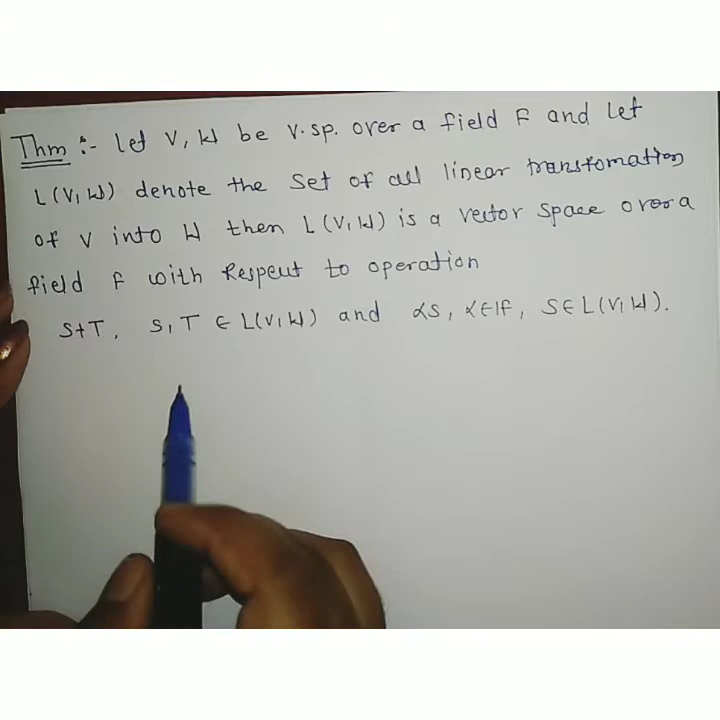 Thm :- Let V, W be v.sp. over a field F and let
L(V,W) denote the set of all linear transfomation
of V into W then L(V,W) is a vector space over a
field F with Respect to operation
S+T, S,T ∈ L(V,W) and αS, α∈F, S∈L(V,W).